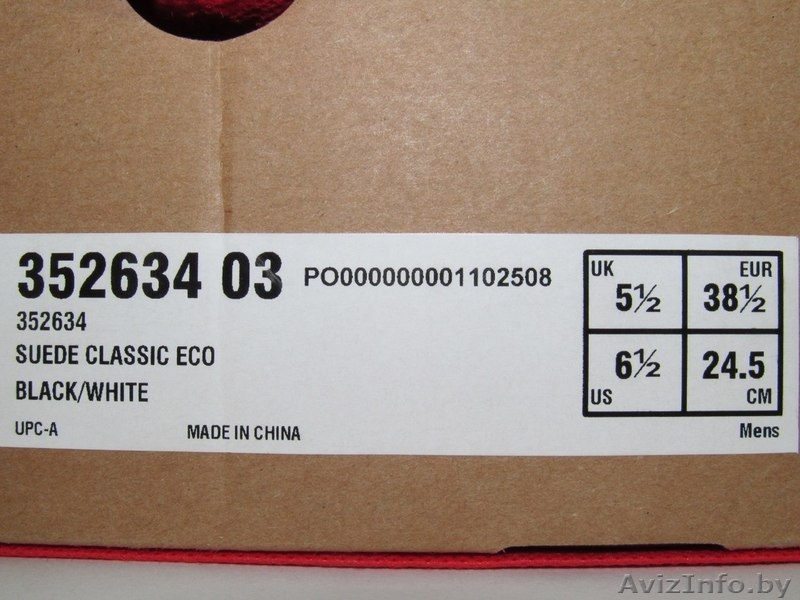 352634 03 PO000000001102508
352634
SUEDE CLASSIC ECO
BLACK/WHITE
UPC-A MADE IN CHINA
UK 5½ EUR 38½
6½ US 24.5 CM
Mens
AvizInfo.by